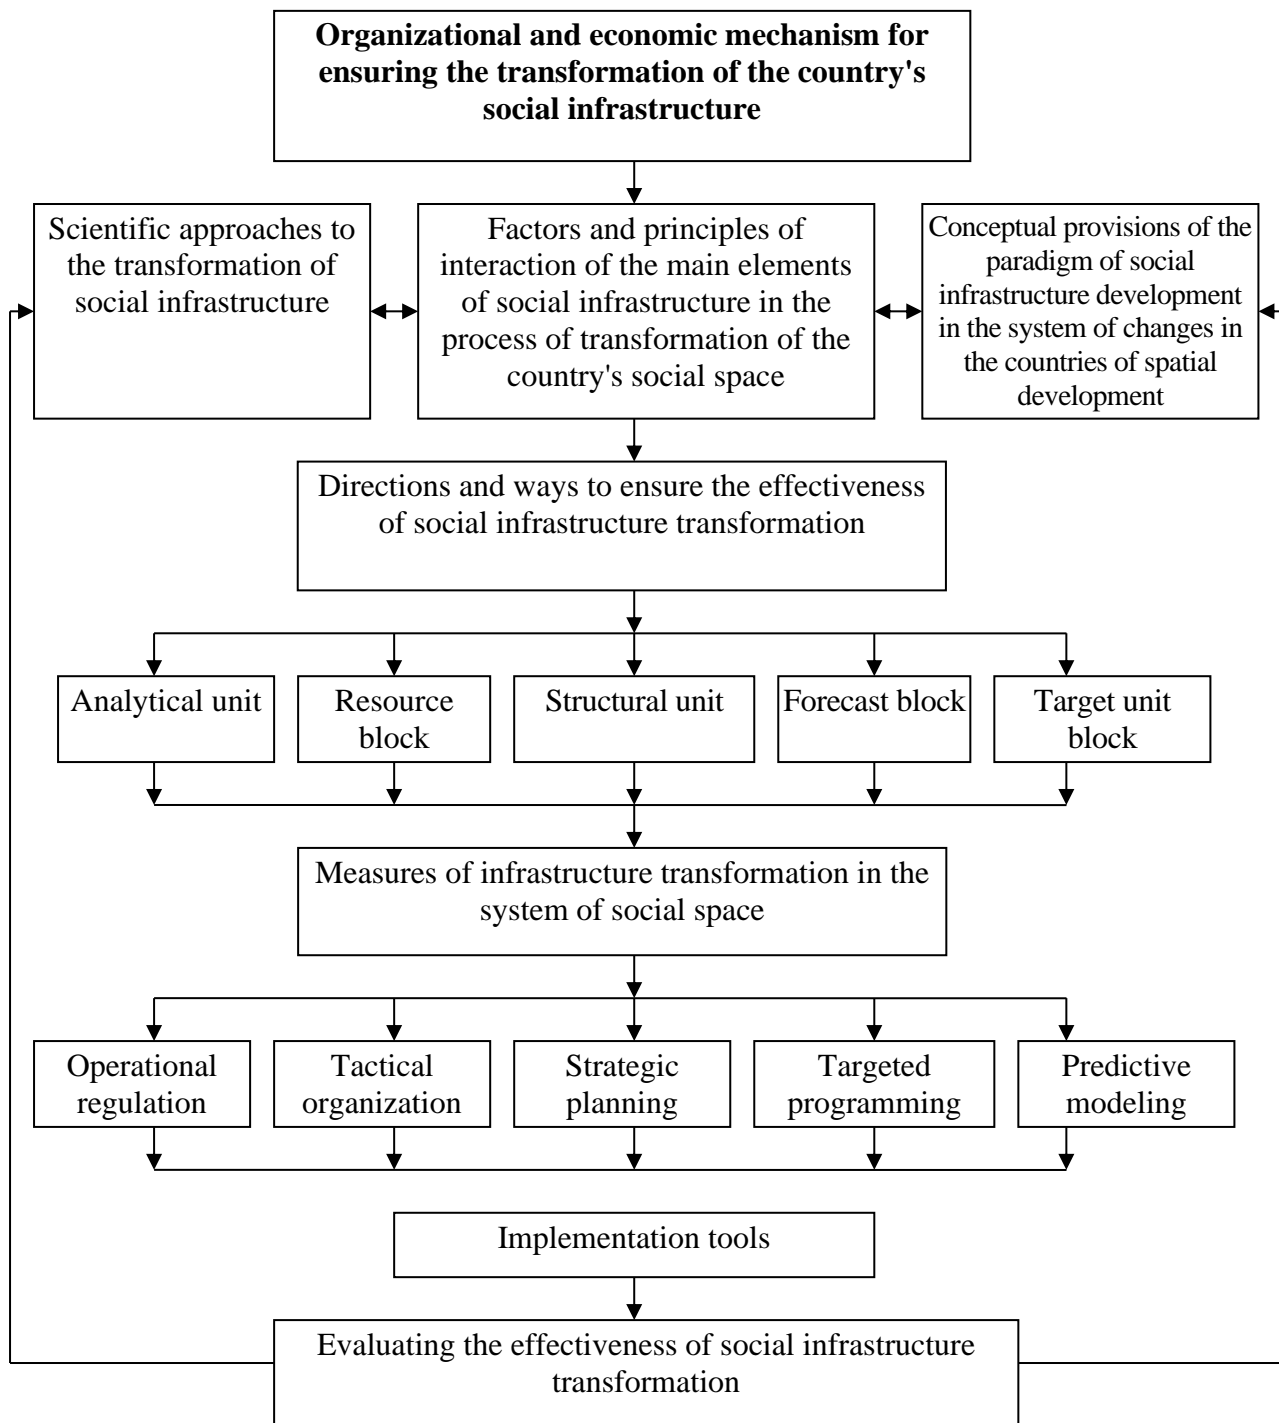 Organizational and economic mechanism for
ensuring the transformation of the country's
social infrastructure
Scientific approaches to
the transformation of
social infrastructure
Factors and principles of
interaction of the main elements
of social infrastructure in the
process of transformation of the
country's social space
Conceptual provisions of the
paradigm of social
infrastructure development
in the system of changes in
the countries of spatial
development
Directions and ways to ensure the effectiveness
of social infrastructure transformation
Analytical unit
Resource
block
Structural unit
Forecast block
Target unit
block
Measures of infrastructure transformation in the
system of social space
Operational
regulation
Tactical
organization
Strategic
planning
Targeted
programming
Predictive
modeling
Implementation tools
Evaluating the effectiveness of social infrastructure
transformation